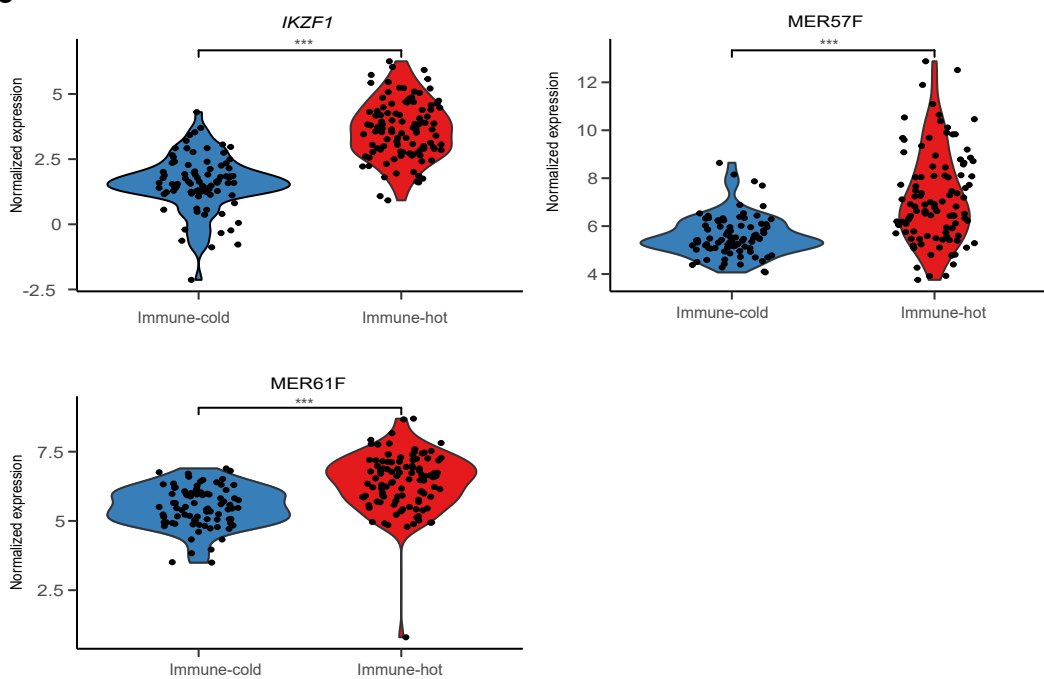 IKZF1
***
Normalized expression
5
2.5
0
-2.5
Immune-cold
Immune-hot
MER57F
***
Normalized expression
12
10
8
6
4
Immune-cold
Immune-hot
MER61F
***
Normalized expression
7.5
5
2.5
Immune-cold
Immune-hot